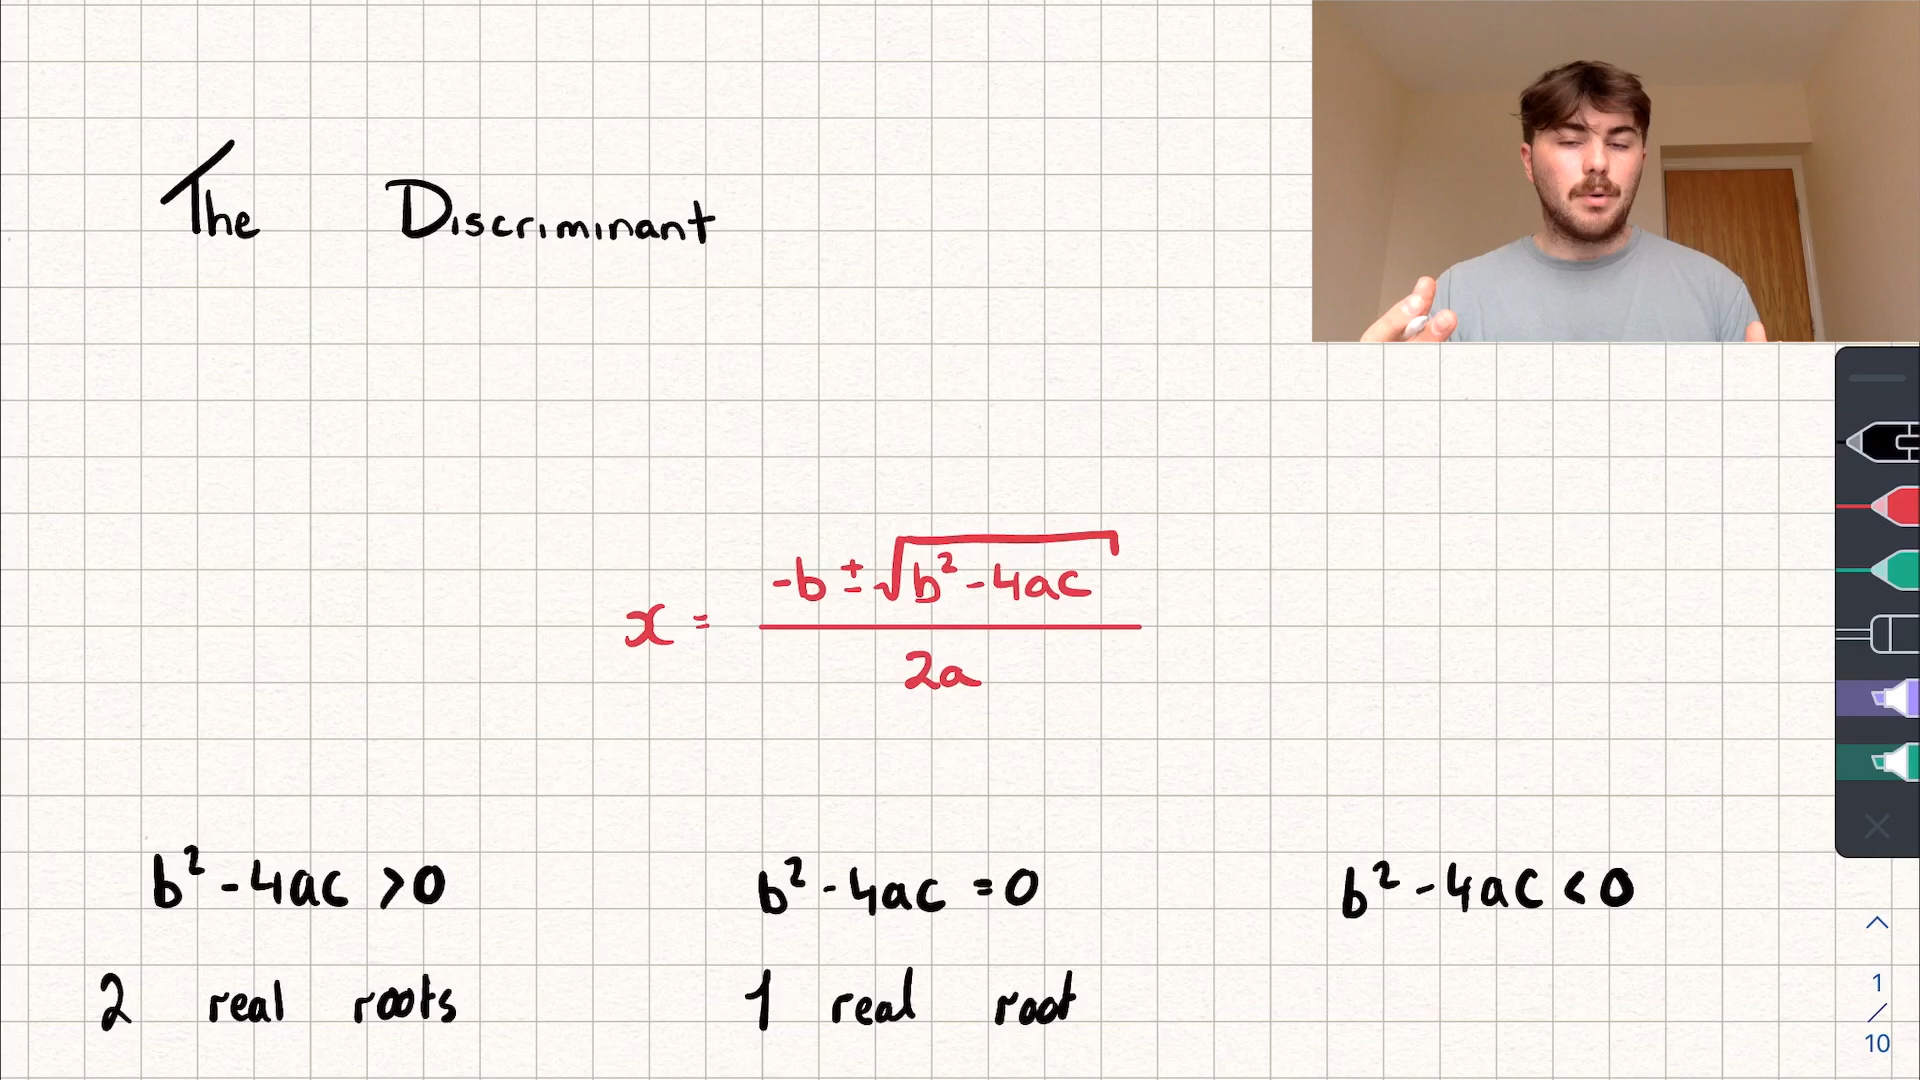 The Discriminant
x = -b ± √b² - 4ac
2a
b² - 4ac > 0
2 real roots
b² - 4ac = 0
1 real root
b² - 4ac < 0
1
/
10